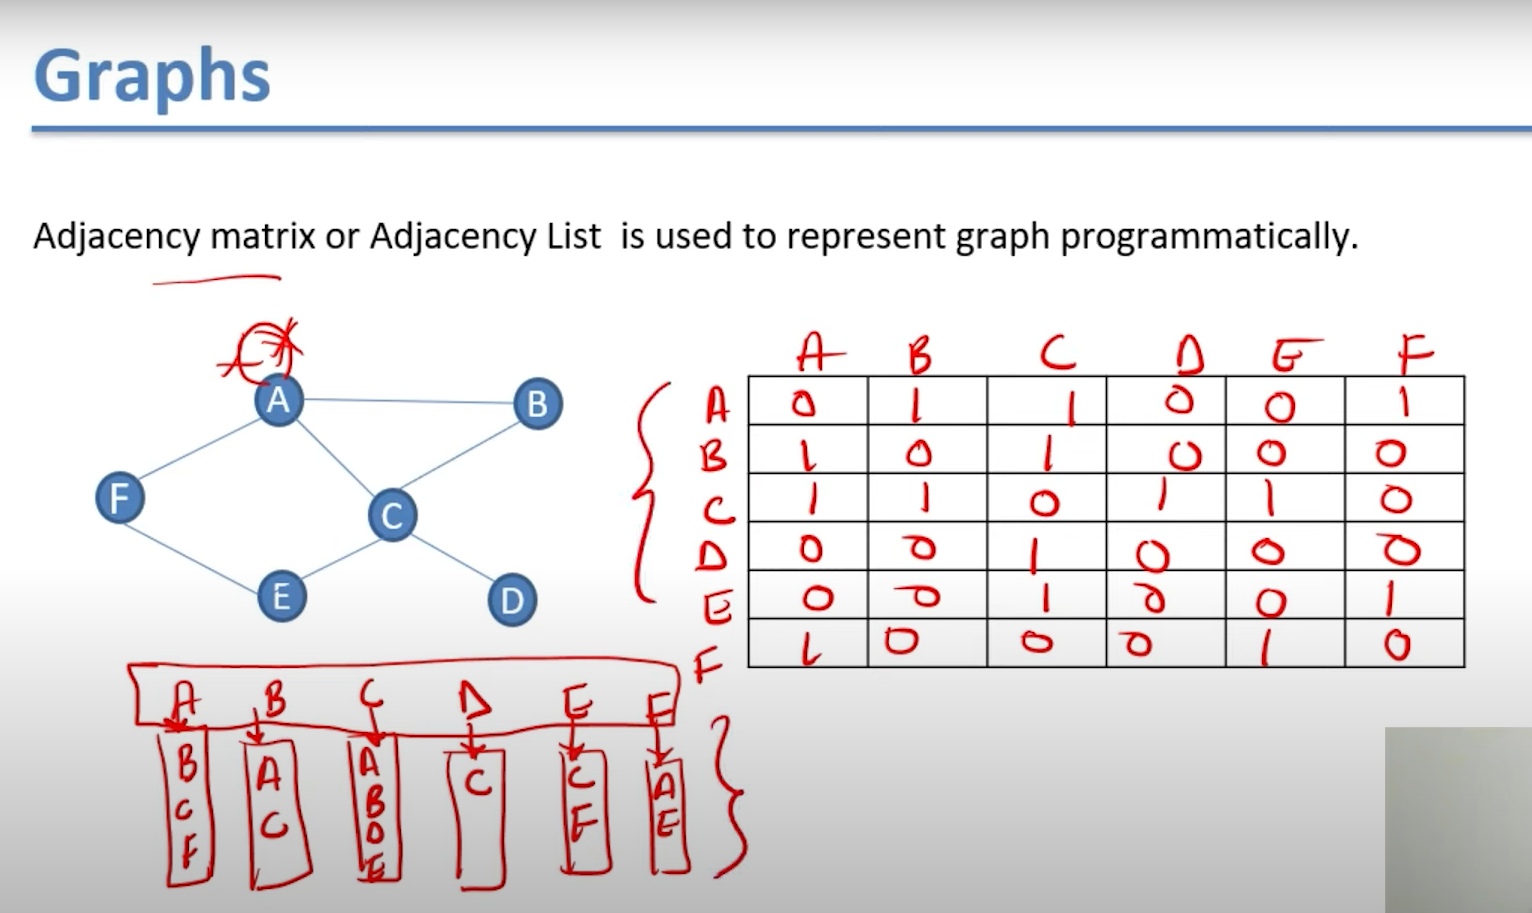 Graphs
Adjacency matrix or Adjacency List is used to represent graph programmatically.
A B C D E F
A 0 1 1 0 0 1
B 1 0 1 0 0 0
C 1 1 0 1 1 0
D 0 0 1 0 0 0
E 0 0 1 0 0 1
F 1 0 0 0 1 0
A
B
F
C
E
D
A B C D E F
B A A C C A
C C B F E
F D
E